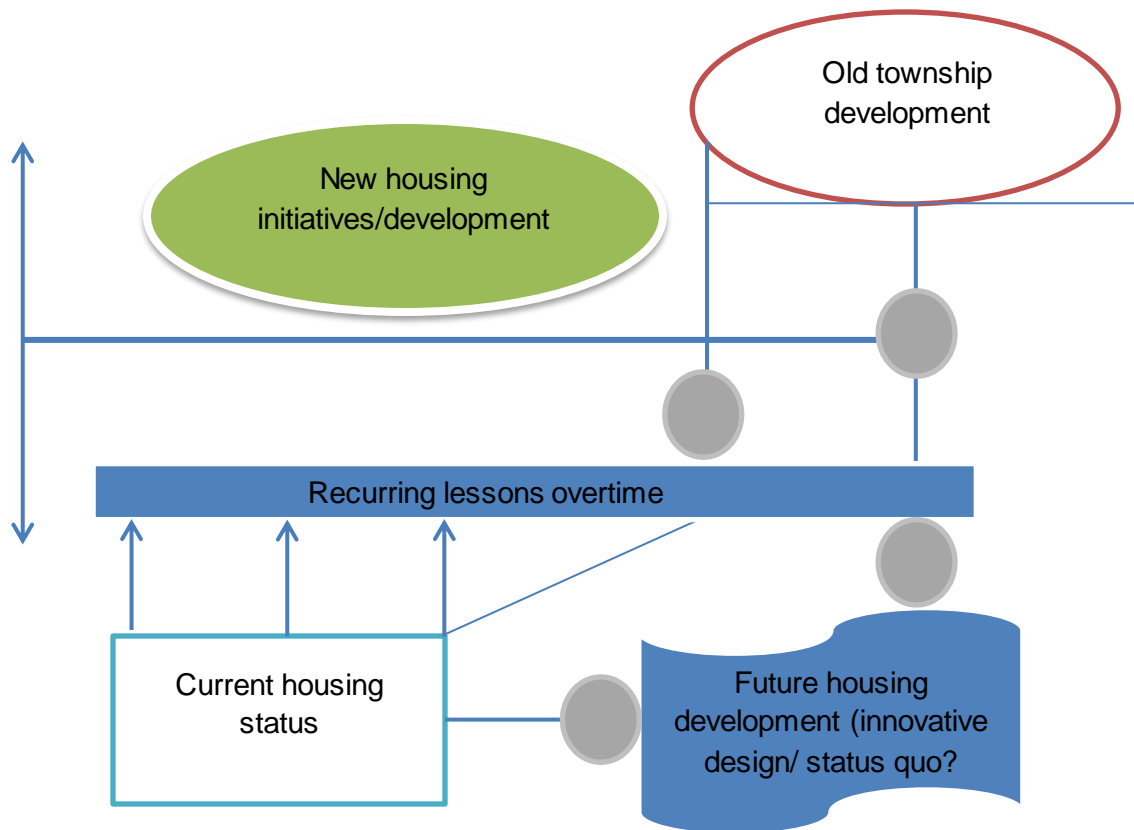 Old township
development
New housing
initiatives/development
Recurring lessons overtime
Current housing
status
Future housing
development (innovative
design/ status quo?